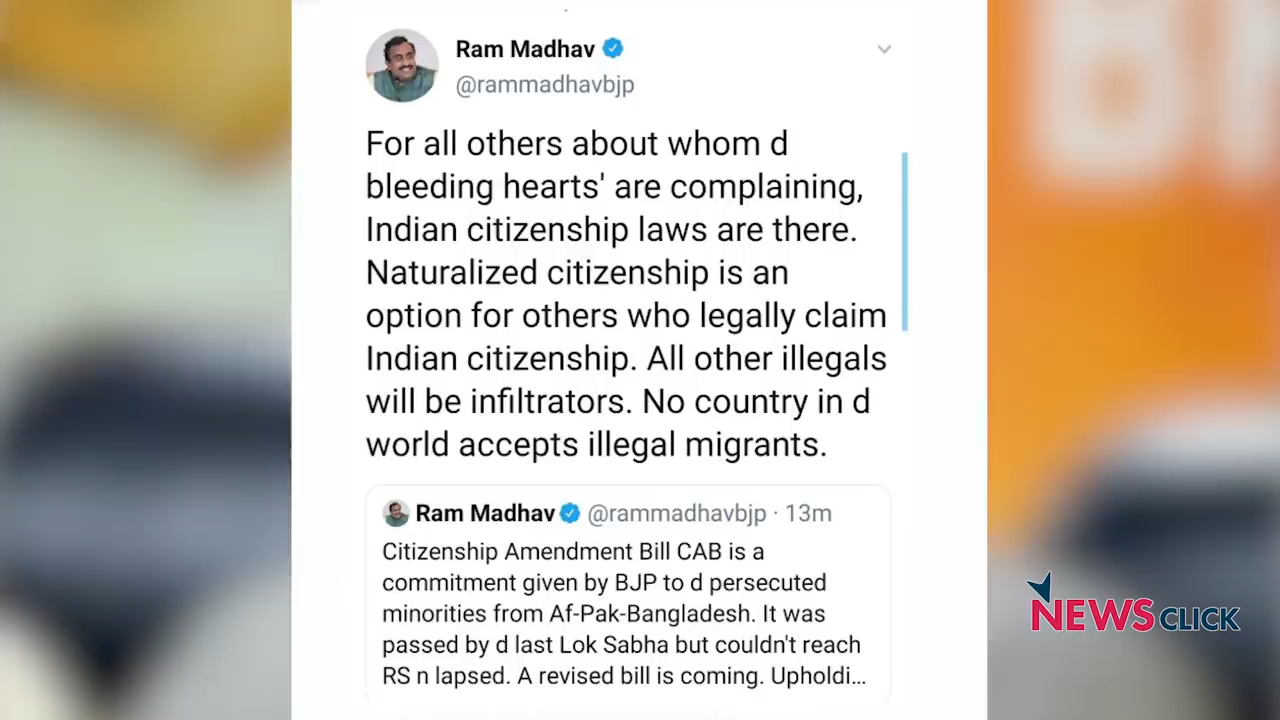 Ram Madhav
@rammadhavbjp
For all others about whom d
bleeding hearts' are complaining,
Indian citizenship laws are there.
Naturalized citizenship is an
option for others who legally claim
Indian citizenship. All other illegals
will be infiltrators. No country in d
world accepts illegal migrants.
Ram Madhav @rammadhavbjp · 13m
Citizenship Amendment Bill CAB is a
commitment given by BJP to d persecuted
minorities from Af-Pak-Bangladesh. It was
passed by d last Lok Sabha but couldn't reach
RS n lapsed. A revised bill is coming. Upholdi...
NEWSCLICK